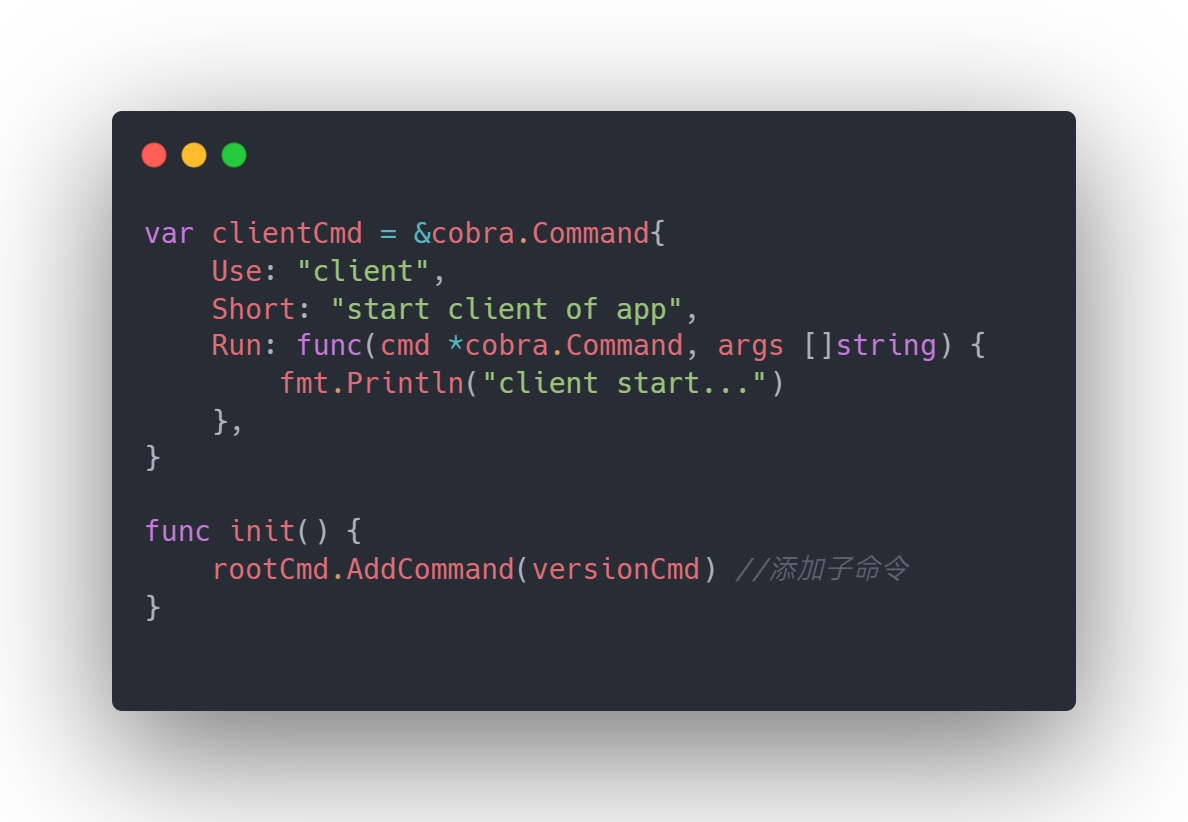 var clientCmd = &cobra.Command{
    Use: "client",
    Short: "start client of app",
    Run: func(cmd *cobra.Command, args []string) {
        fmt.Println("client start...")
    },
}

func init() {
    rootCmd.AddCommand(versionCmd) //添加子命令
}